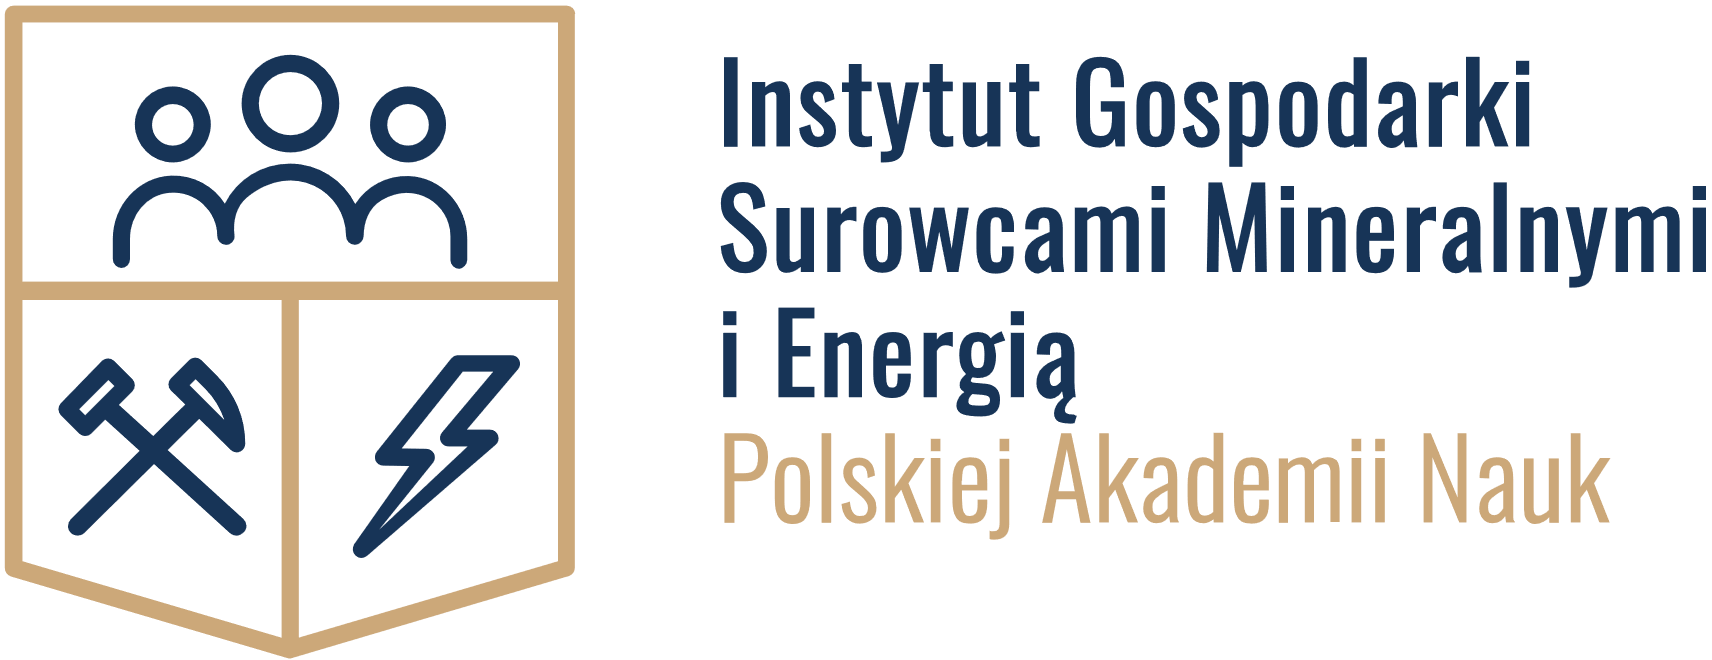 Instytut Gospodarki
Surowcami Mineralnymi
i Energią
Polskiej Akademii Nauk